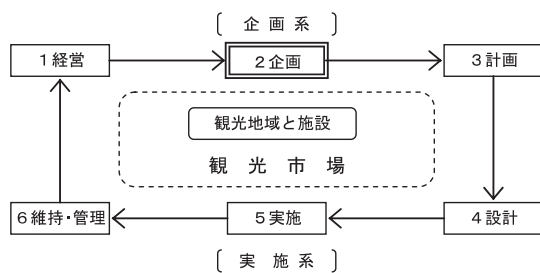 〔 企 画 系 〕
1経営
2企画
3計画
観光地域と施設
観 光 市 場
6維持・管理
5実施
4設計
〔 実 施 系 〕